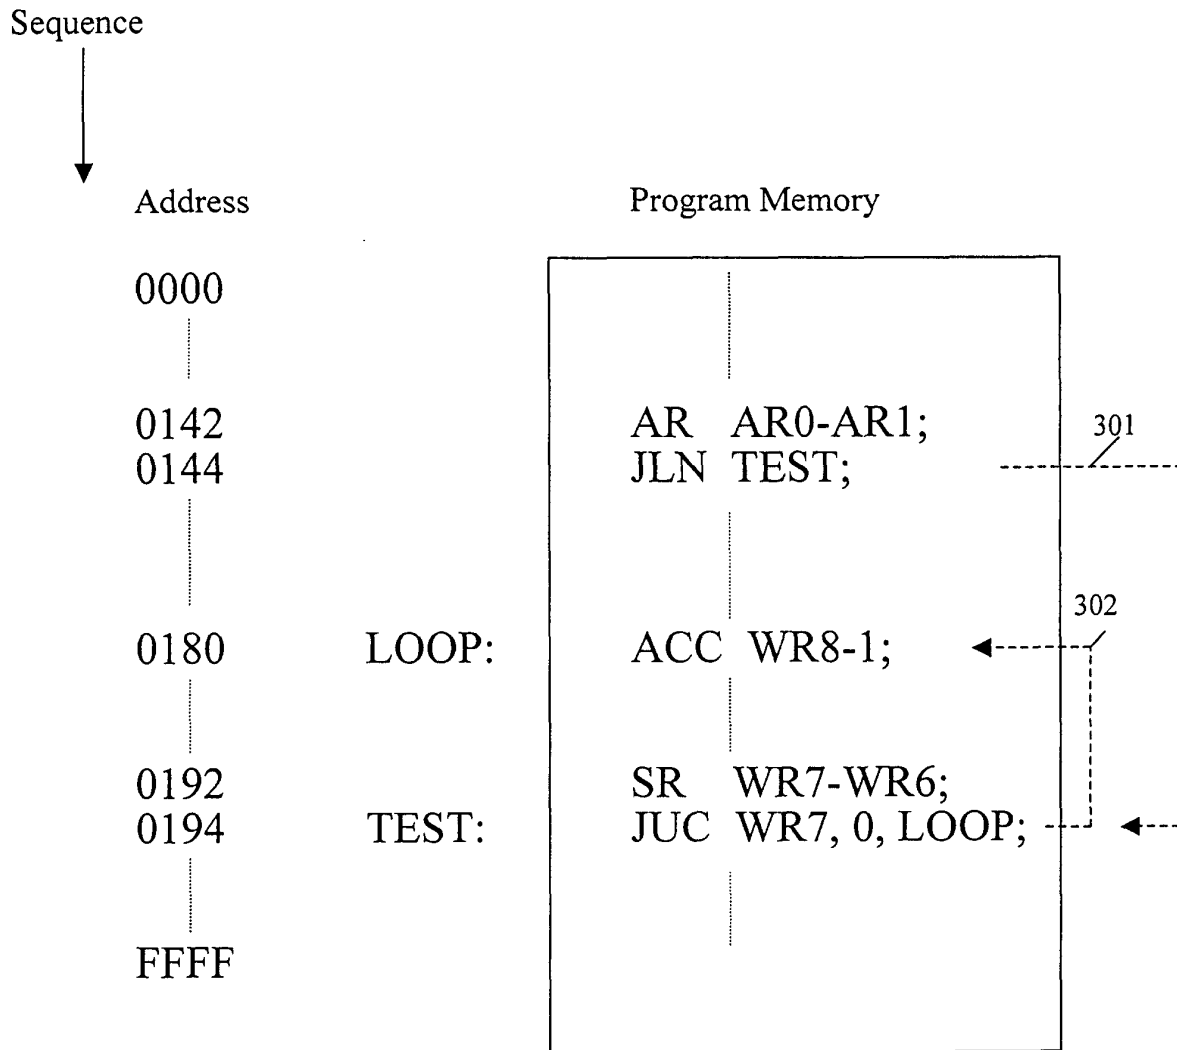 Sequence
Address Program Memory
0000
0142 AR AR0-AR1;
301
0144 JLN TEST;
302
0180 LOOP: ACC WR8-1;
0192 SR WR7-WR6;
0194 TEST: JUC WR7, 0, LOOP;
FFFF